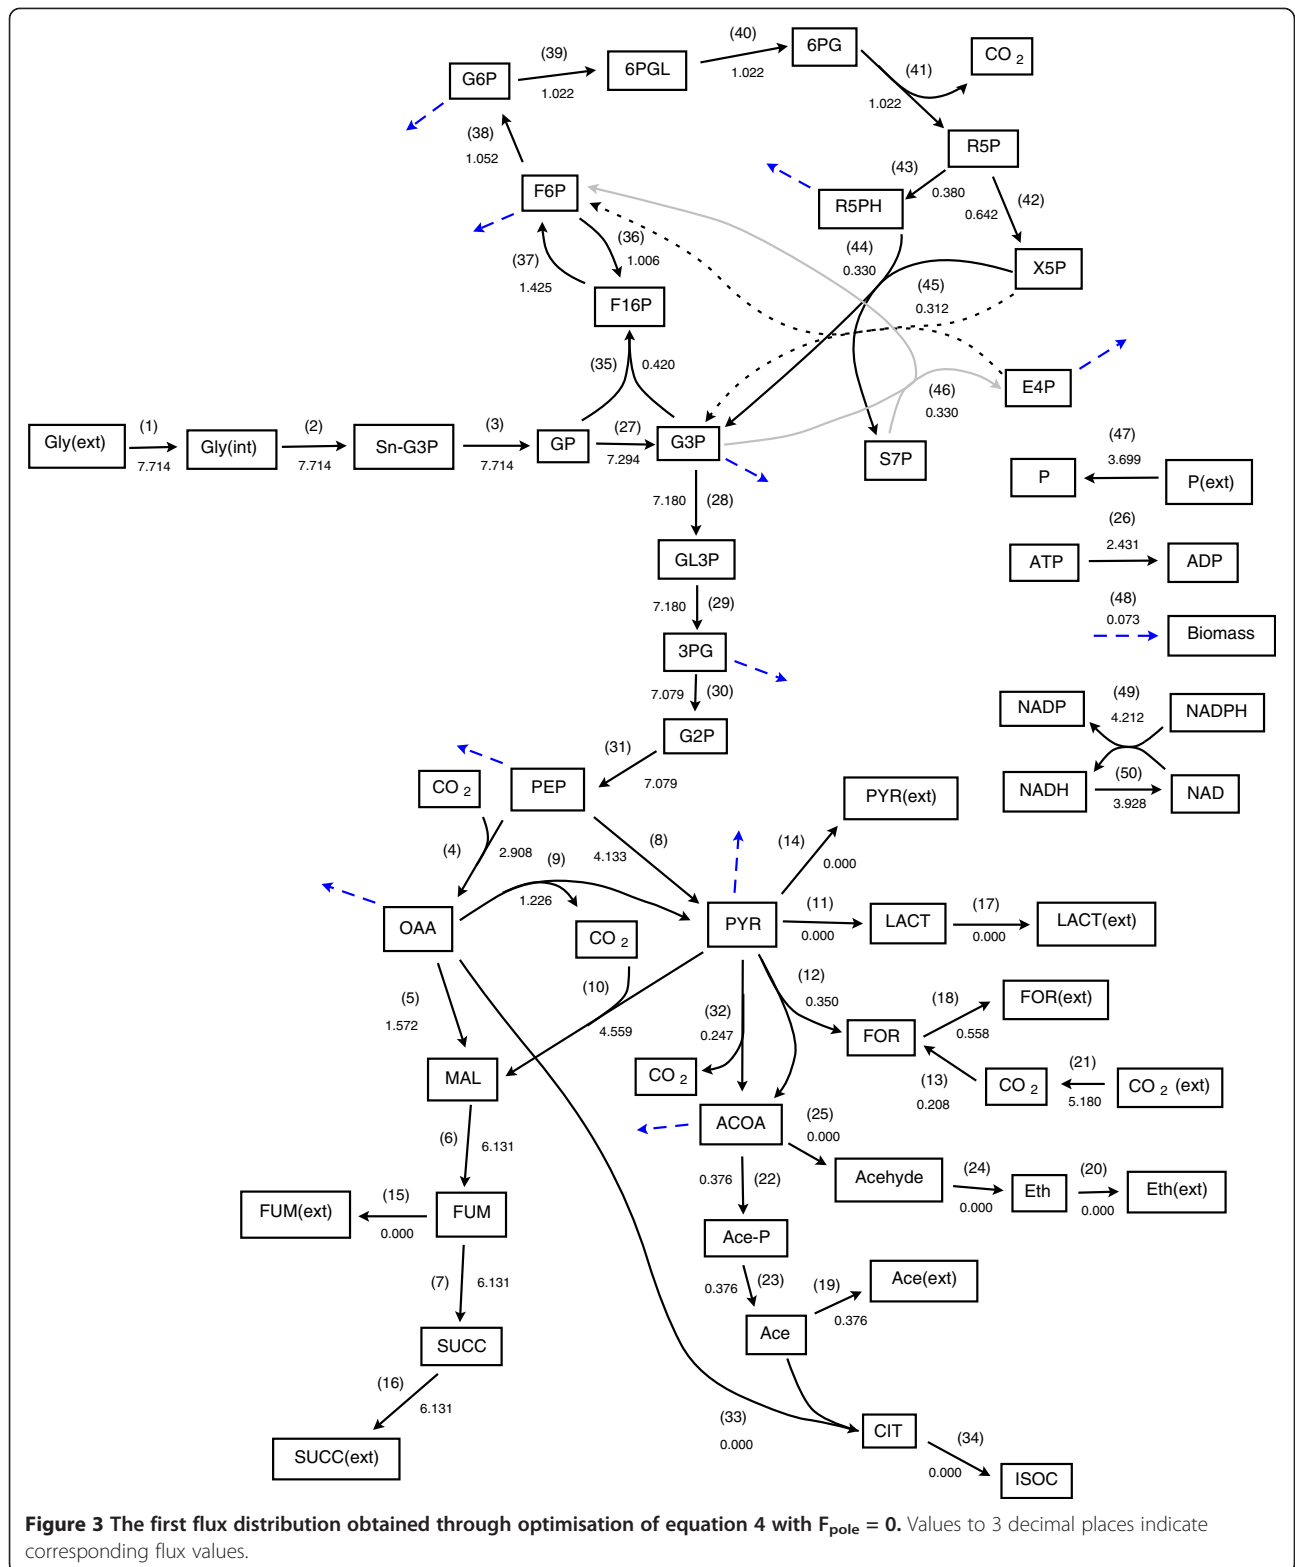 (40)
6PG
CO 2
(39)
6PGL
1.022
(41)
G6P
1.022
1.022
(38)
1.052
R5P
(43)
F6P
R5PH
0.380
(42)
0.642
(36)
(44)
(37)
1.006
0.330
X5P
1.425
(45)
F16P
0.312
(35)
0.420
E4P
(46)
0.330
Gly(ext)
(1)
7.714
Gly(int)
(2)
7.714
Sn-G3P
(3)
7.714
GP
(27)
7.294
G3P
S7P
(47)
3.699
P
P(ext)
7.180
(28)
(26)
2.431
GL3P
ATP
ADP
7.180
(29)
(48)
0.073
Biomass
3PG
7.079
(30)
(49)
4.212
NADP
NADPH
G2P
(31)
7.079
(50)
3.928
NADH
NAD
CO 2
PEP
PYR(ext)
(4)
2.908
(9)
4.133
(8)
(14)
0.000
1.226
OAA
CO 2
PYR
(11)
0.000
LACT
(17)
0.000
LACT(ext)
(5)
1.572
(10)
4.559
(12)
0.350
(32)
0.247
(18)
0.558
FOR(ext)
FOR
MAL
CO 2
(13)
0.208
CO 2
(21)
5.180
CO 2 (ext)
(6)
6.131
ACOA
(25)
0.000
0.376
(22)
Acehyde
(24)
0.000
Eth
(20)
0.000
Eth(ext)
FUM(ext)
(15)
0.000
FUM
Ace-P
(7)
6.131
0.376
(23)
(19)
0.376
Ace(ext)
SUCC
Ace
(16)
6.131
(33)
0.000
CIT
(34)
0.000
SUCC(ext)
ISOC
Figure 3 The first flux distribution obtained through optimisation of equation 4 with Fpole = 0. Values to 3 decimal places indicate
corresponding flux values.